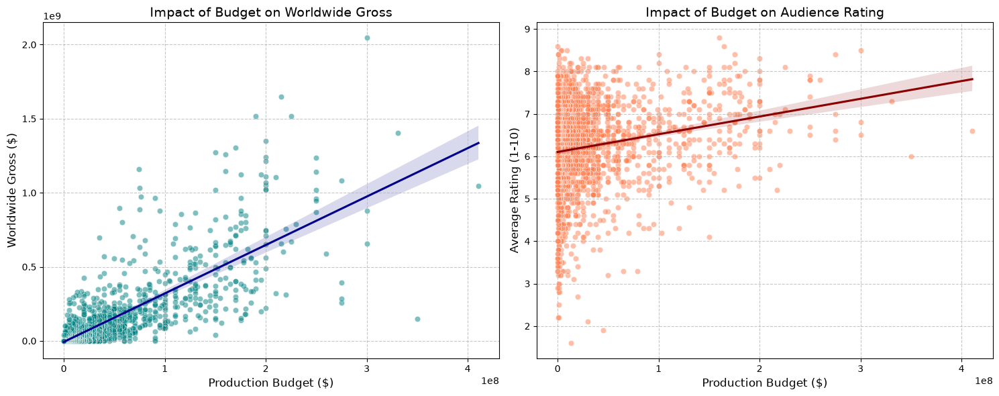 Impact of Budget on Worldwide Gross
1e9
2.0
1.5
1.0
0.5
0.0
Worldwide Gross ($)
0 1 2 3 4
1e8
Production Budget ($)
Impact of Budget on Audience Rating
9
8
7
6
5
4
3
2
Average Rating (1-10)
0 1 2 3 4
1e8
Production Budget ($)